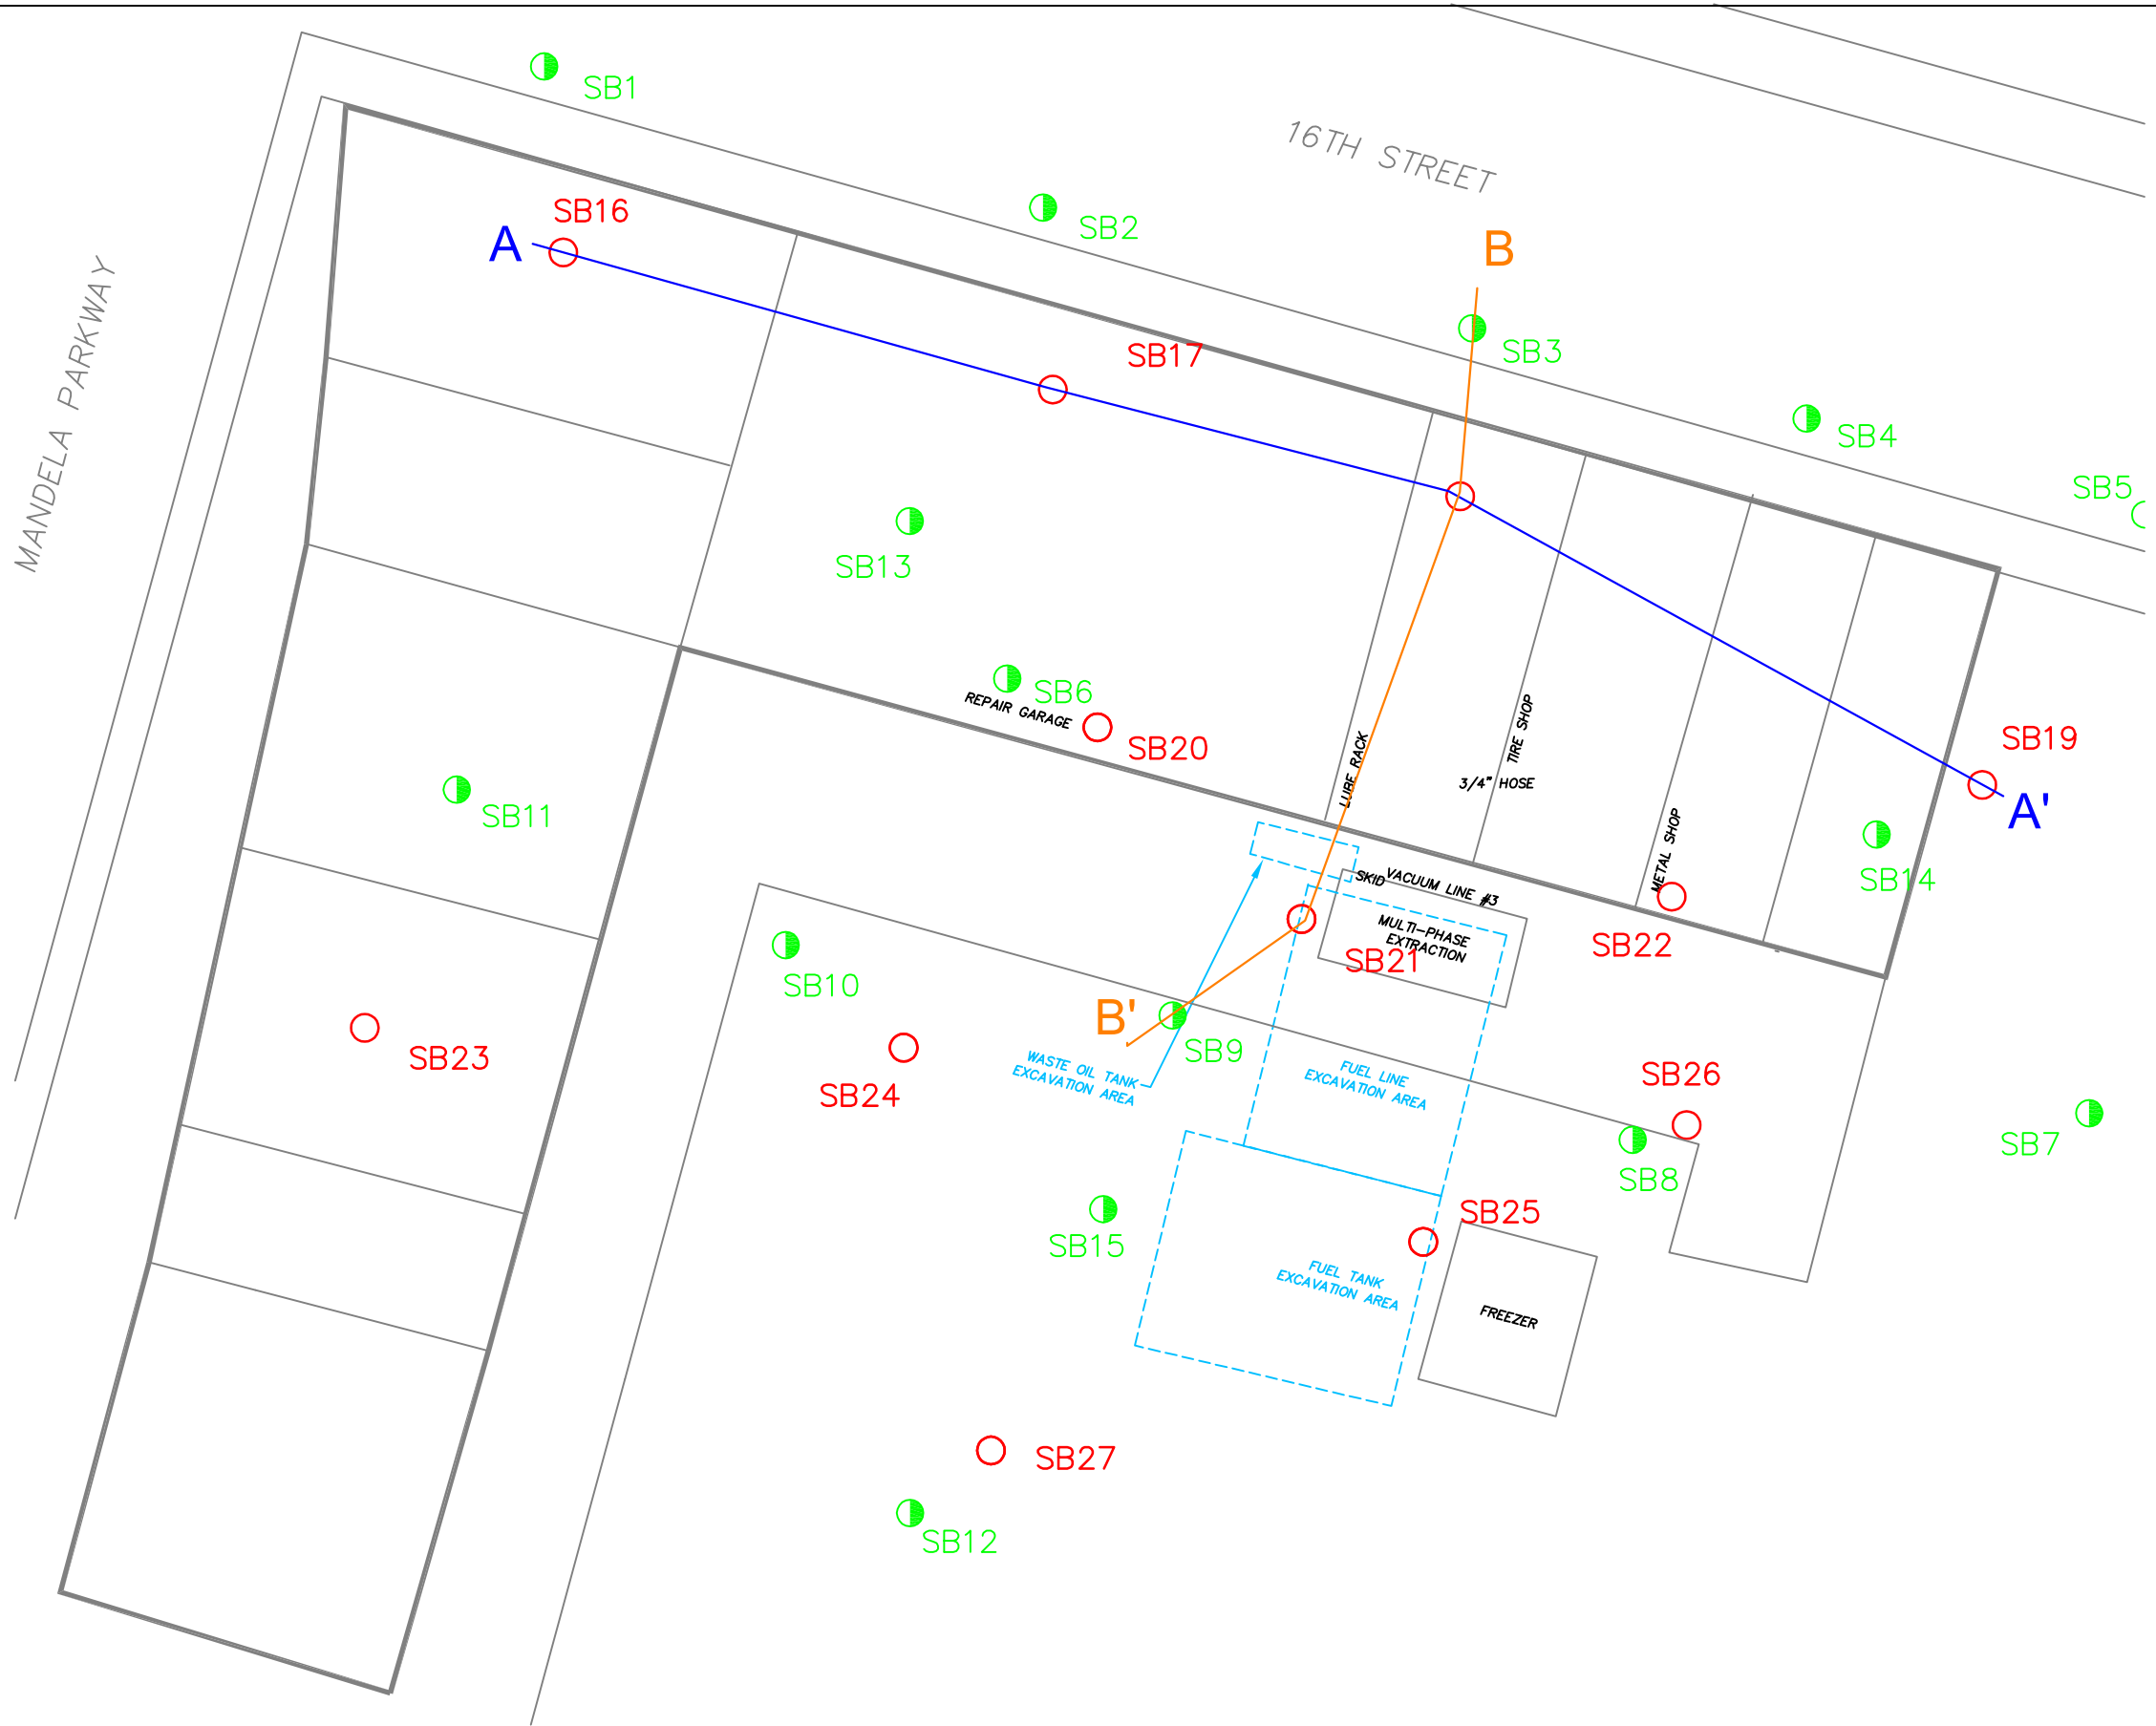 SB1
16TH STREET
SB16
SB2
A
B
MANDELA PARKWAY
SB17
SB3
SB4
SB5
SB13
SB6
REPAIR GARAGE
SB20
LUBE RACK
TIRE SHOP
3/4" HOSE
SB19
A'
SB11
METAL SHOP
SB14
SKID
VACUUM LINE #3
MULTI-PHASE
EXTRACTION
SB21
SB22
SB10
B'
SB9
SB23
SB24
WASTE OIL TANK
EXCAVATION AREA
FUEL LINE
EXCAVATION AREA
SB26
SB7
SB8
SB15
SB25
FUEL TANK
EXCAVATION AREA
FREEZER
SB27
SB12